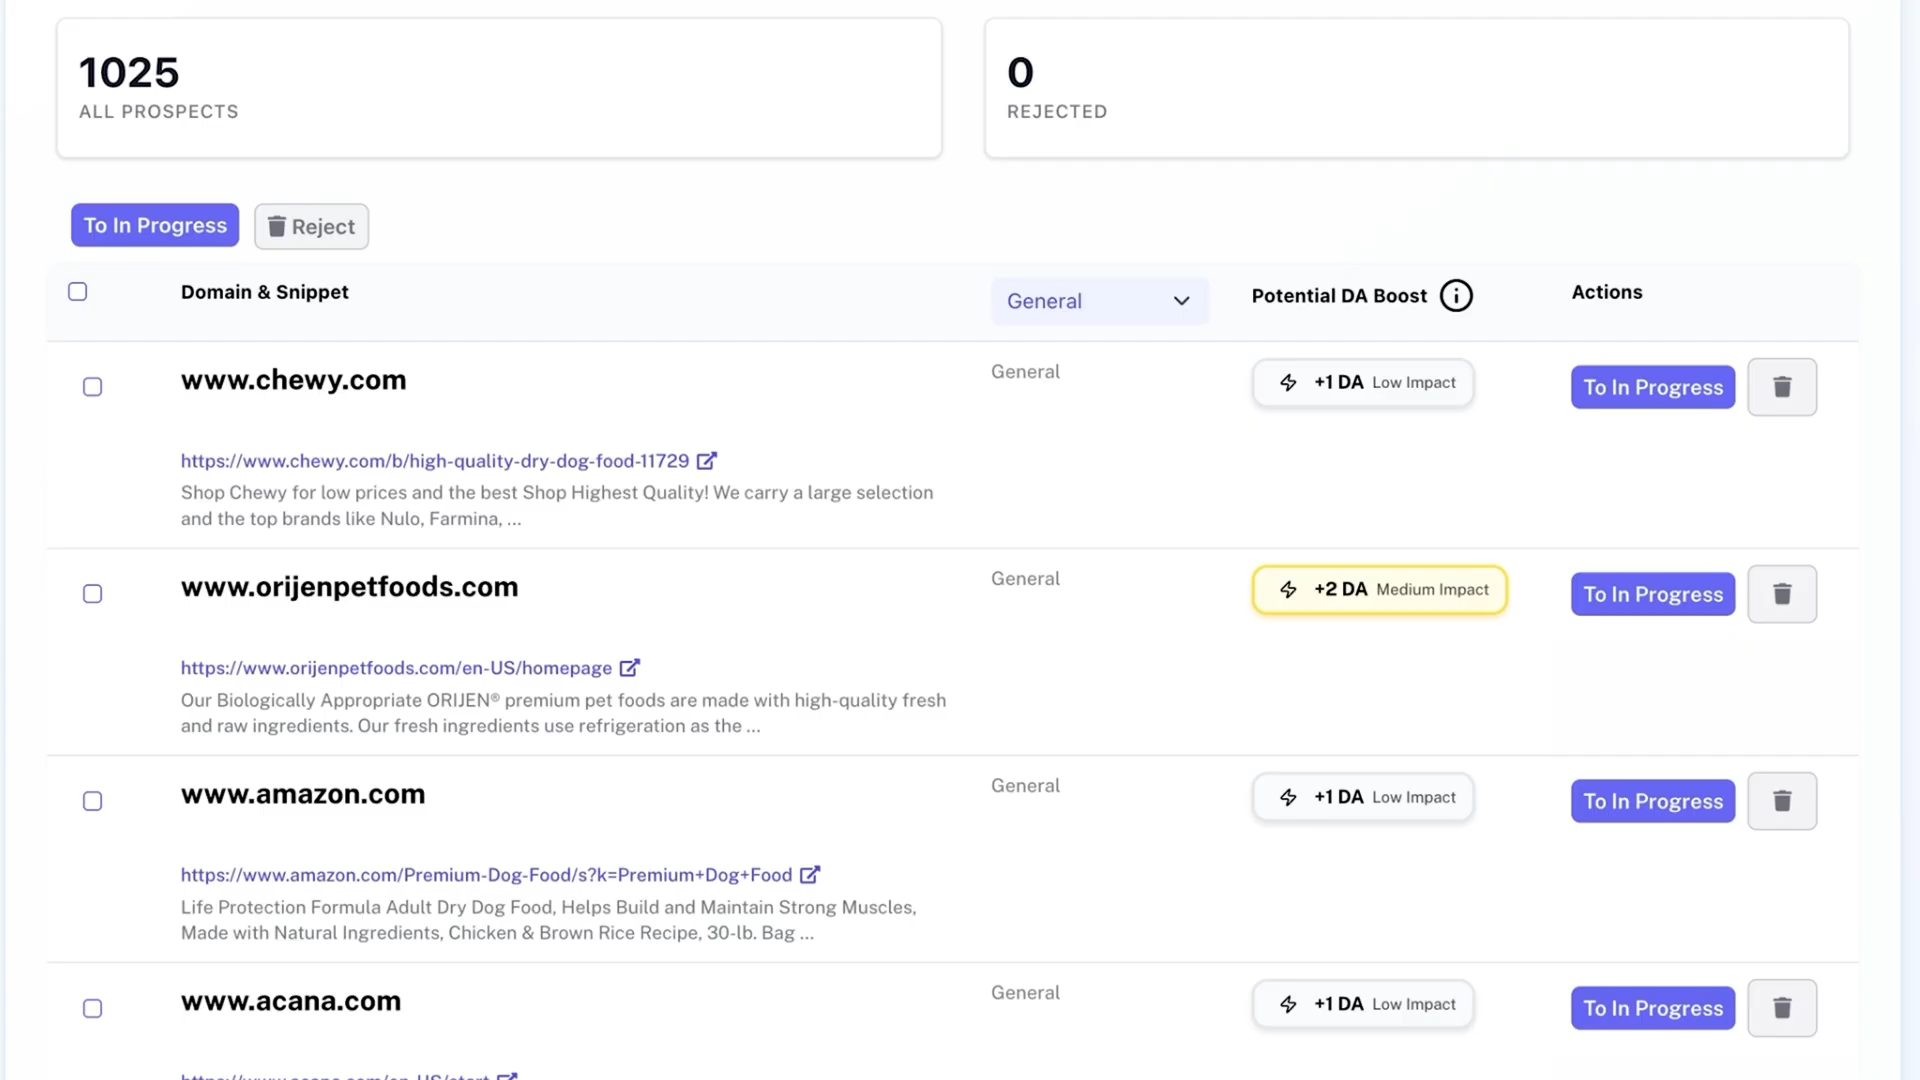 1025
ALL PROSPECTS
0
REJECTED
To In Progress
Reject
Domain & Snippet
General
Potential DA Boost
Actions
www.chewy.com
General
+1 DA Low Impact
To In Progress
https://www.chewy.com/b/high-quality-dry-dog-food-11729
Shop Chewy for low prices and the best Shop Highest Quality! We carry a large selection
and the top brands like Nulo, Farmina, ...
www.orijenpetfoods.com
General
+2 DA Medium Impact
To In Progress
https://www.orijenpetfoods.com/en-US/homepage
Our Biologically Appropriate ORIJEN® premium pet foods are made with high-quality fresh
and raw ingredients. Our fresh ingredients use refrigeration as the ...
www.amazon.com
General
+1 DA Low Impact
To In Progress
https://www.amazon.com/Premium-Dog-Food/s?k=Premium+Dog+Food
Life Protection Formula Adult Dry Dog Food, Helps Build and Maintain Strong Muscles,
Made with Natural Ingredients, Chicken & Brown Rice Recipe, 30-lb. Bag ...
www.acana.com
General
+1 DA Low Impact
To In Progress
https://www.acana.com/en-US/start